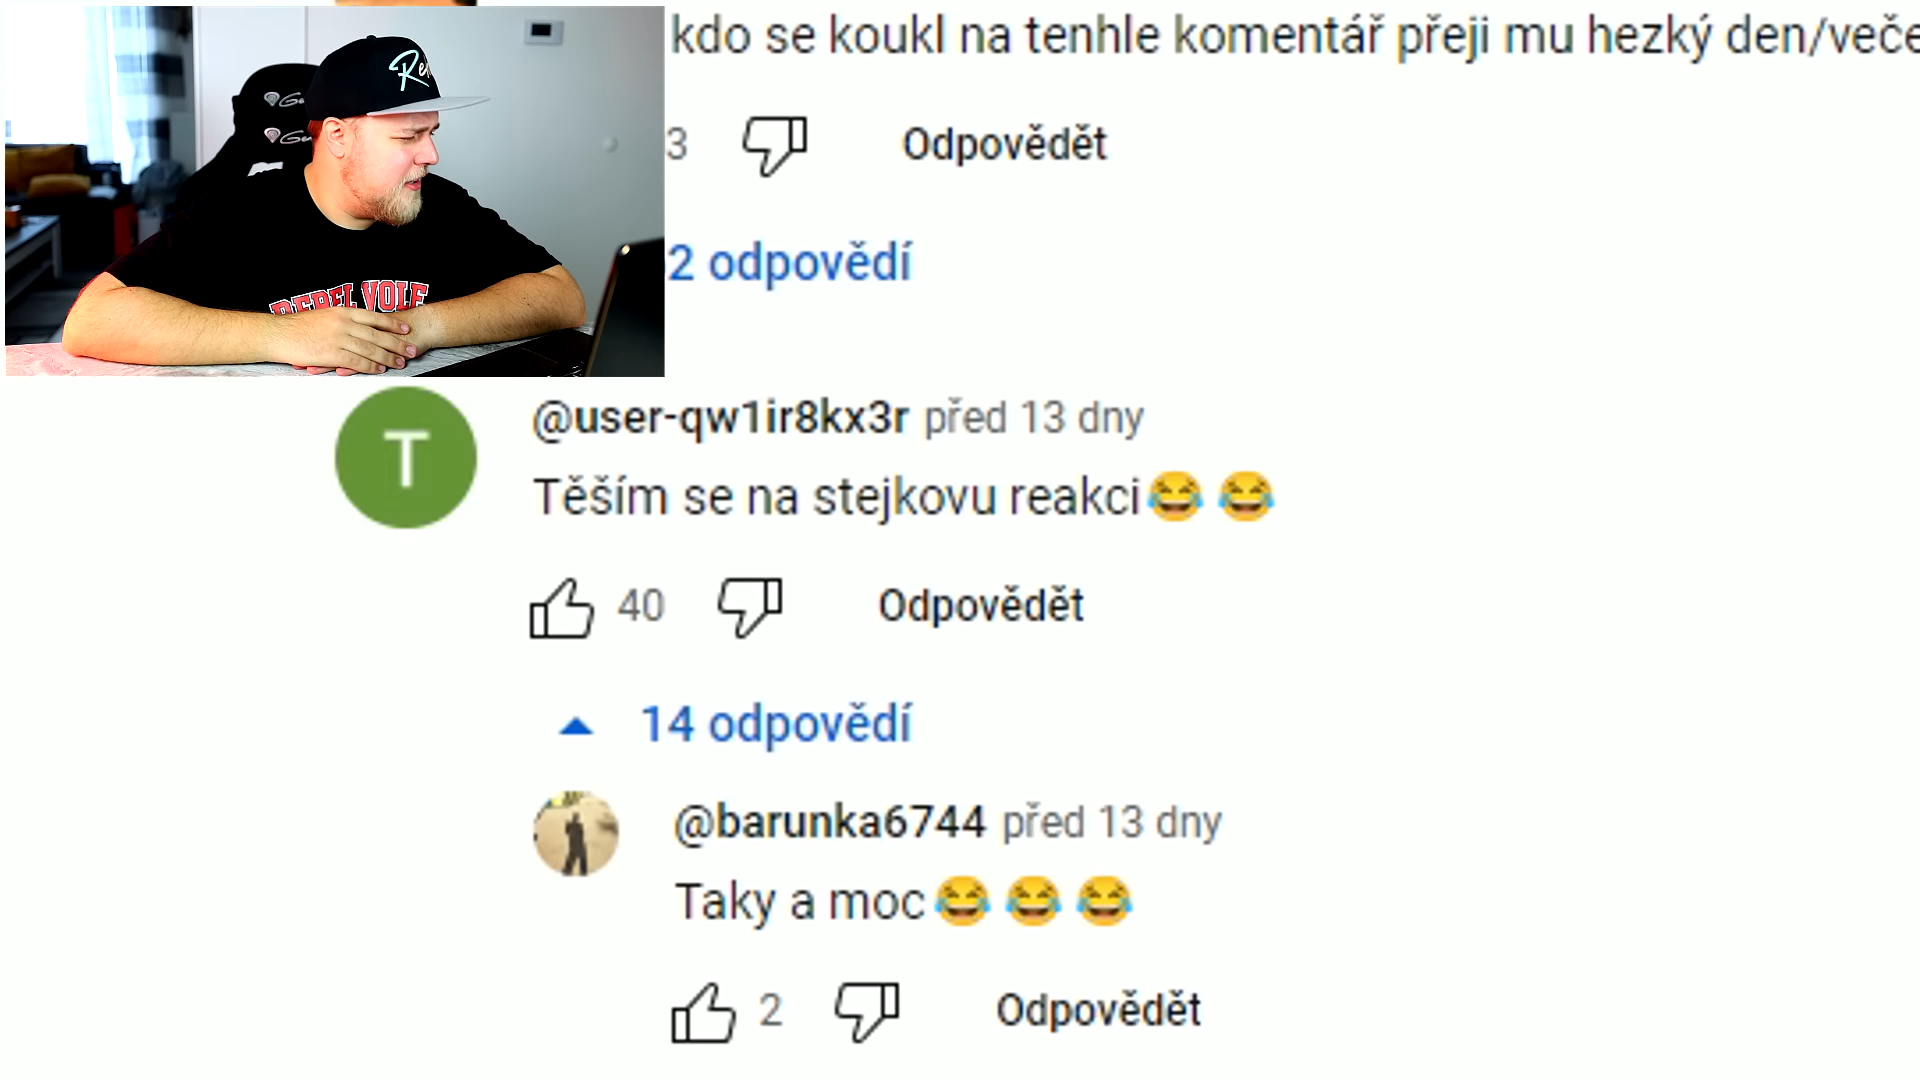 kdo se koukl na tenhle komentář přeji mu hezký den/veče
3 Odpovědět
2 odpovědí
T
@user-qw1ir8kx3r před 13 dny
Těším se na stejkovu reakci😂 😂
40 Odpovědět
14 odpovědí
@barunka6744 před 13 dny
Taky a moc😂 😂 😂
2 Odpovědět